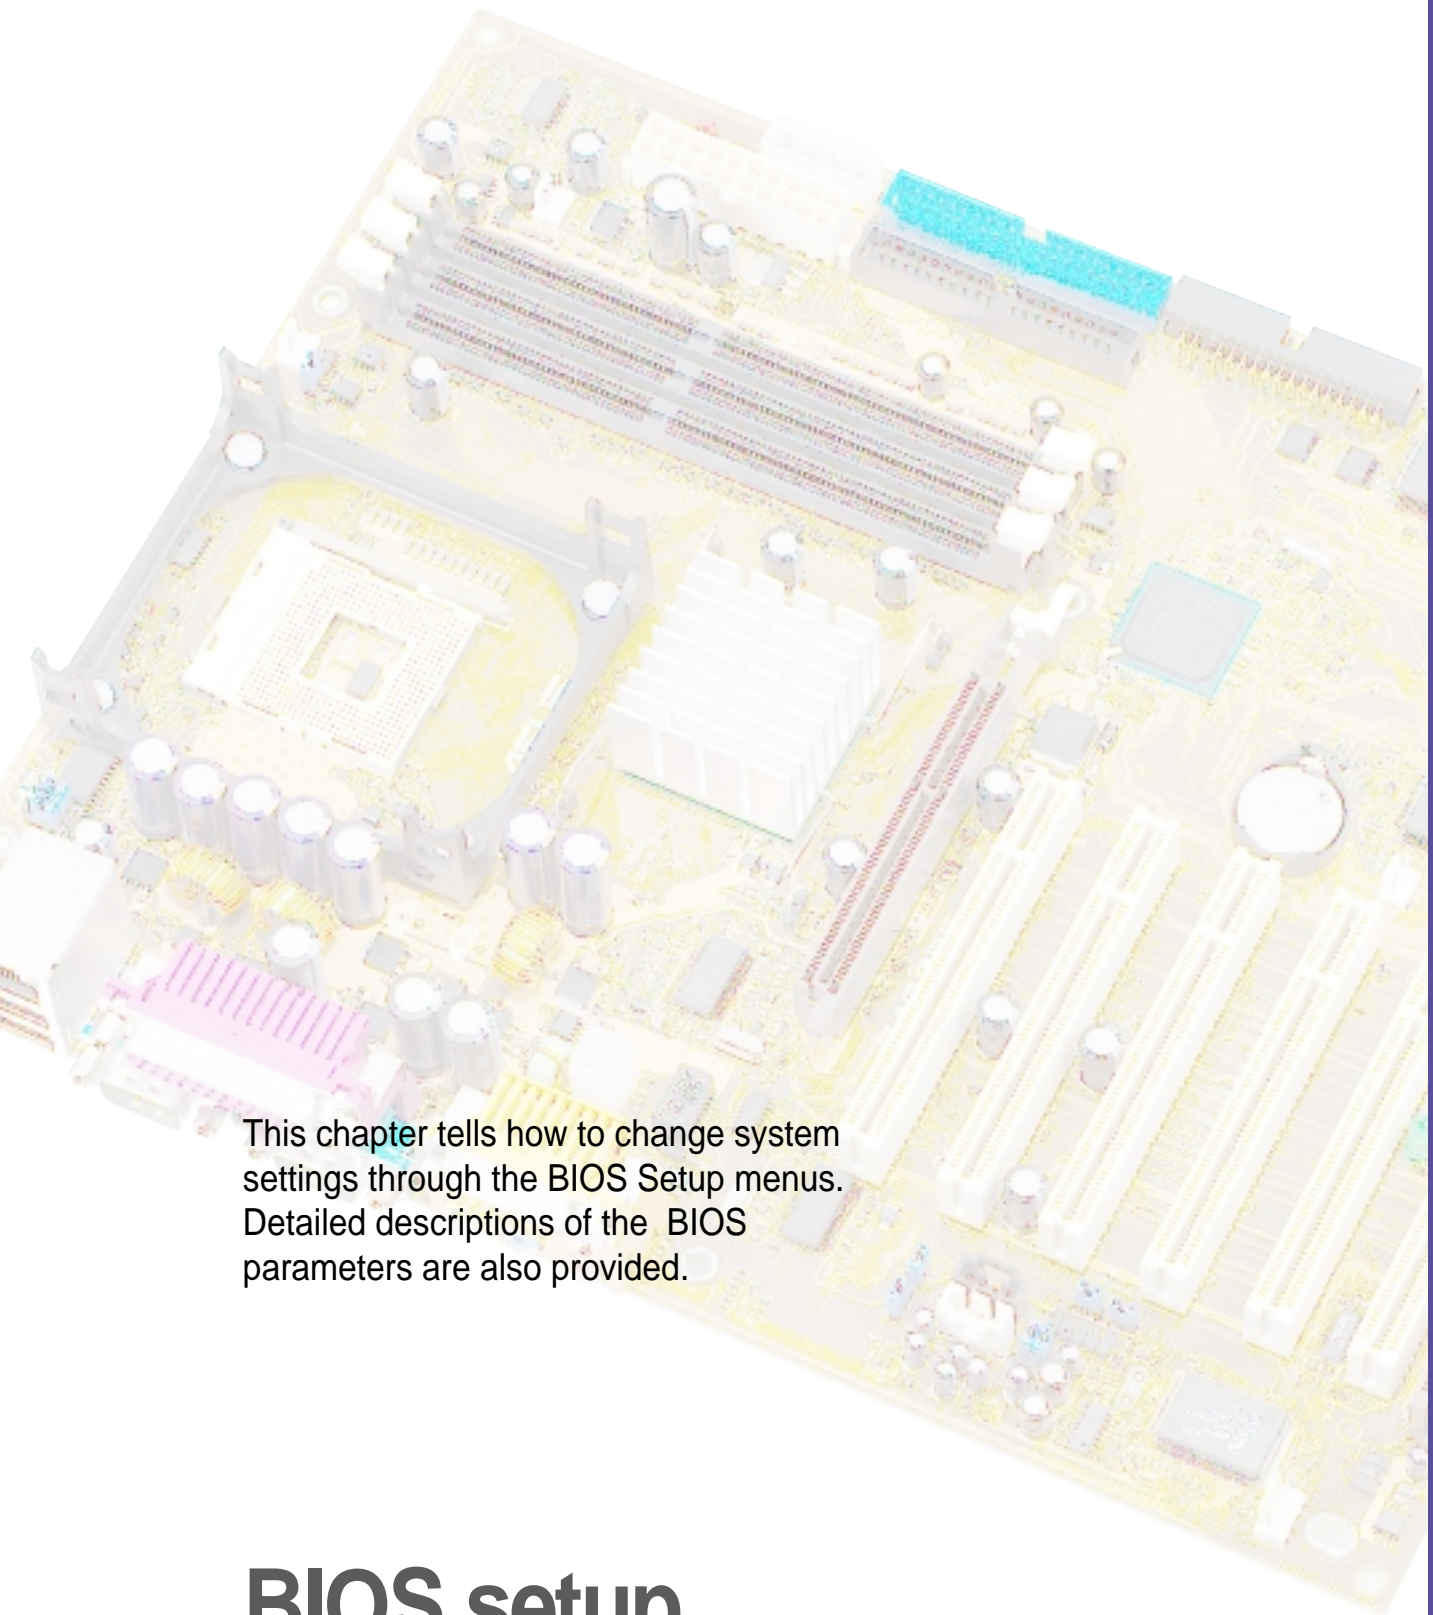 This chapter tells how to change system
settings through the BIOS Setup menus.
Detailed descriptions of the BIOS
parameters are also provided.
BIOS setup